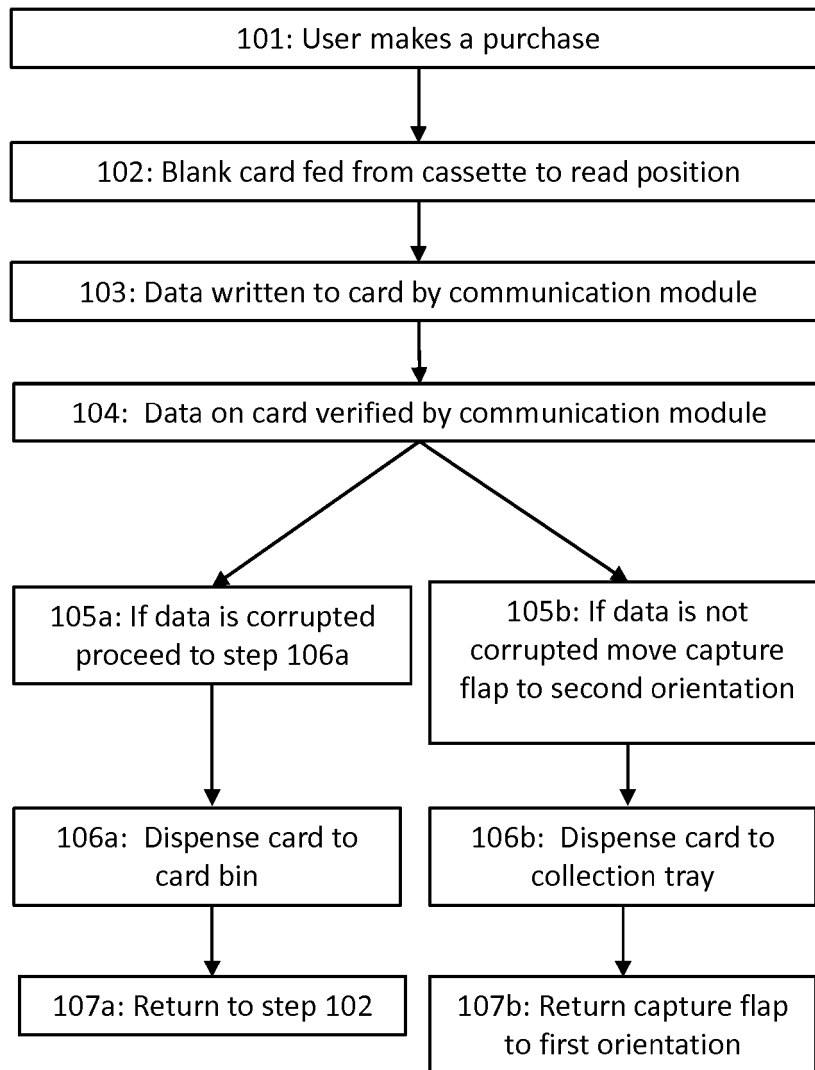 101: User makes a purchase
102: Blank card fed from cassette to read position
103: Data written to card by communication module
104: Data on card verified by communication module
105a: If data is corrupted
proceed to step 106a
105b: If data is not
corrupted move capture
flap to second orientation
106a: Dispense card to
card bin
106b: Dispense card to
collection tray
107a: Return to step 102
107b: Return capture flap
to first orientation